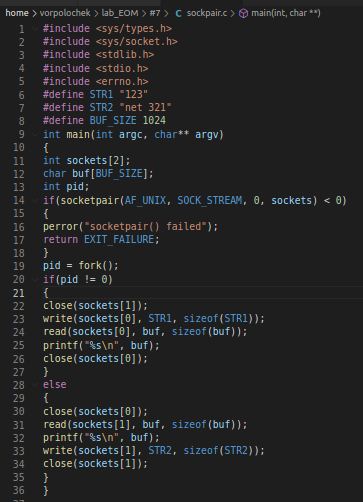 home > vorpolochek > lab_EOM > #7 > C sockpair.c > main(int, char **)
1 #include <sys/types.h>
2 #include <sys/socket.h>
3 #include <stdlib.h>
4 #include <stdio.h>
5 #include <errno.h>
6 #define STR1 "123"
7 #define STR2 "net 321"
8 #define BUF_SIZE 1024
9 int main(int argc, char** argv)
10 {
11 int sockets[2];
12 char buf[BUF_SIZE];
13 int pid;
14 if(socketpair(AF_UNIX, SOCK_STREAM, 0, sockets) < 0)
15 {
16 perror("socketpair() failed");
17 return EXIT_FAILURE;
18 }
19 pid = fork();
20 if(pid != 0)
21 {
22 close(sockets[1]);
23 write(sockets[0], STR1, sizeof(STR1));
24 read(sockets[0], buf, sizeof(buf));
25 printf("%s\n", buf);
26 close(sockets[0]);
27 }
28 else
29 {
30 close(sockets[0]);
31 read(sockets[1], buf, sizeof(buf));
32 printf("%s\n", buf);
33 write(sockets[1], STR2, sizeof(STR2));
34 close(sockets[1]);
35 }
36 }